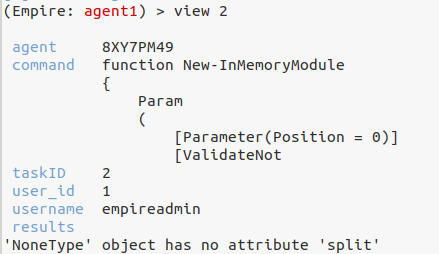 (Empire: agent1) > view 2
agent 8XY7PM49
command function New-InMemoryModule
{
Param
(
[Parameter(Position = 0)]
[ValidateNot
taskID 2
user_id 1
username empireadmin
results
'NoneType' object has no attribute 'split'